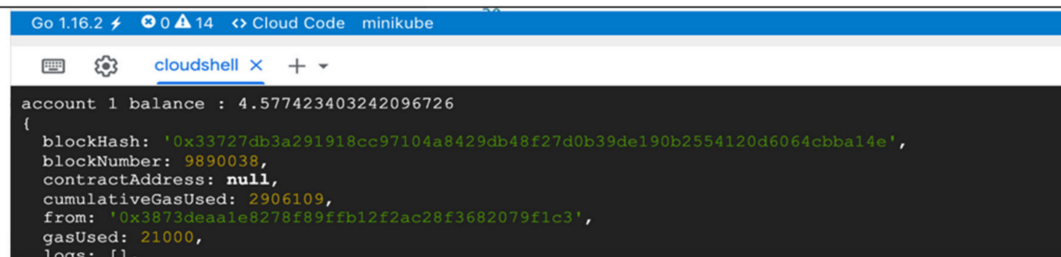 Go 1.16.2 0 14 <> Cloud Code minikube
cloudshell × +
account 1 balance : 4.577423403242096726
{
blockHash: '0x33727db3a291918cc97104a8429db48f27d0b39de190b2554120d6064cbba14e',
blockNumber: 9890038,
contractAddress: null,
cumulativeGasUsed: 2906109,
from: '0x3873deaa1e8278f89ffb12f2ac28f3682079f1c3',
gasUsed: 21000,
logs: [],